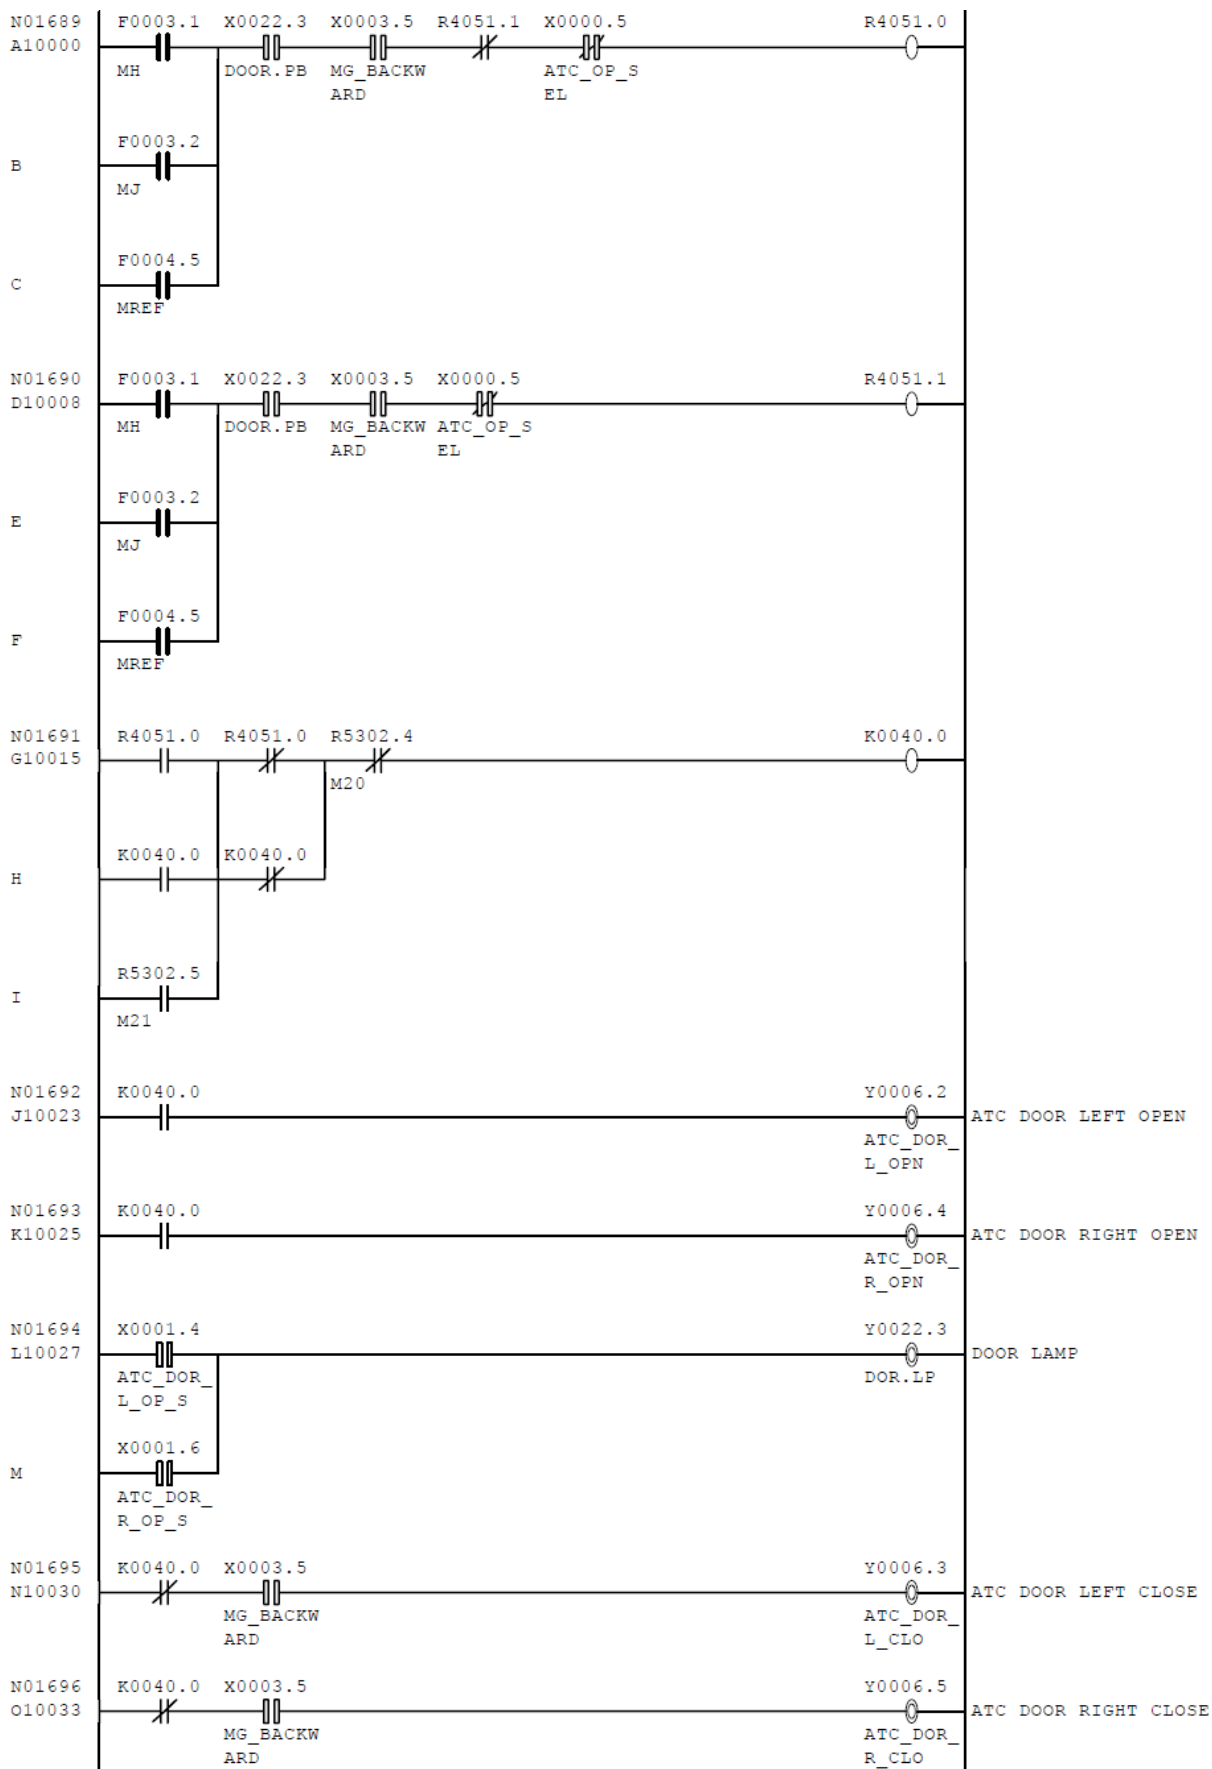 N01689 F0003.1 X0022.3 X0003.5 R4051.1 X0000.5 R4051.0
A10000
MH DOOR.PB MG_BACKW ATC_OP_S
ARD EL
F0003.2
B
MJ
F0004.5
C
MREF
N01690 F0003.1 X0022.3 X0003.5 X0000.5 R4051.1
D10008
MH DOOR.PB MG_BACKW ATC_OP_S
ARD EL
F0003.2
E
MJ
F0004.5
F
MREF
N01691 R4051.0 R4051.0 R5302.4 K0040.0
G10015
M20
K0040.0 K0040.0
H
R5302.5
I
M21
N01692 K0040.0 Y0006.2
J10023 ATC DOOR LEFT OPEN
ATC_DOR_
L_OPN
N01693 K0040.0 Y0006.4
K10025 ATC DOOR RIGHT OPEN
ATC_DOR_
R_OPN
N01694 X0001.4 Y0022.3
L10027 DOOR LAMP
ATC_DOR_ DOR.LP
L_OP_S
X0001.6
M
ATC_DOR_
R_OP_S
N01695 K0040.0 X0003.5 Y0006.3
N10030 ATC DOOR LEFT CLOSE
MG_BACKW ATC_DOR_
ARD L_CLO
N01696 K0040.0 X0003.5 Y0006.5
O10033 ATC DOOR RIGHT CLOSE
MG_BACKW ATC_DOR_
ARD R_CLO